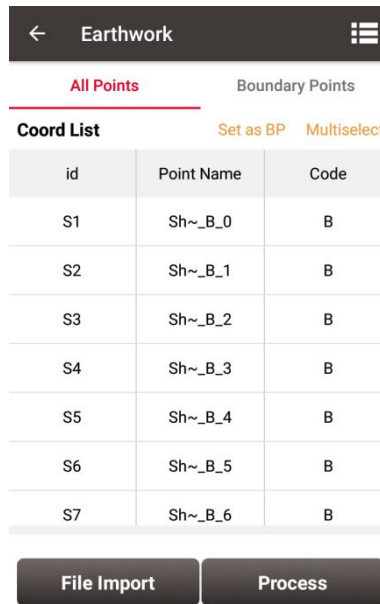 Earthwork
All Points Boundary Points
Coord List Set as BP Multiselect
id Point Name Code
S1 Sh~_B_0 B
S2 Sh~_B_1 B
S3 Sh~_B_2 B
S4 Sh~_B_3 B
S5 Sh~_B_4 B
S6 Sh~_B_5 B
S7 Sh~_B_6 B
File Import Process